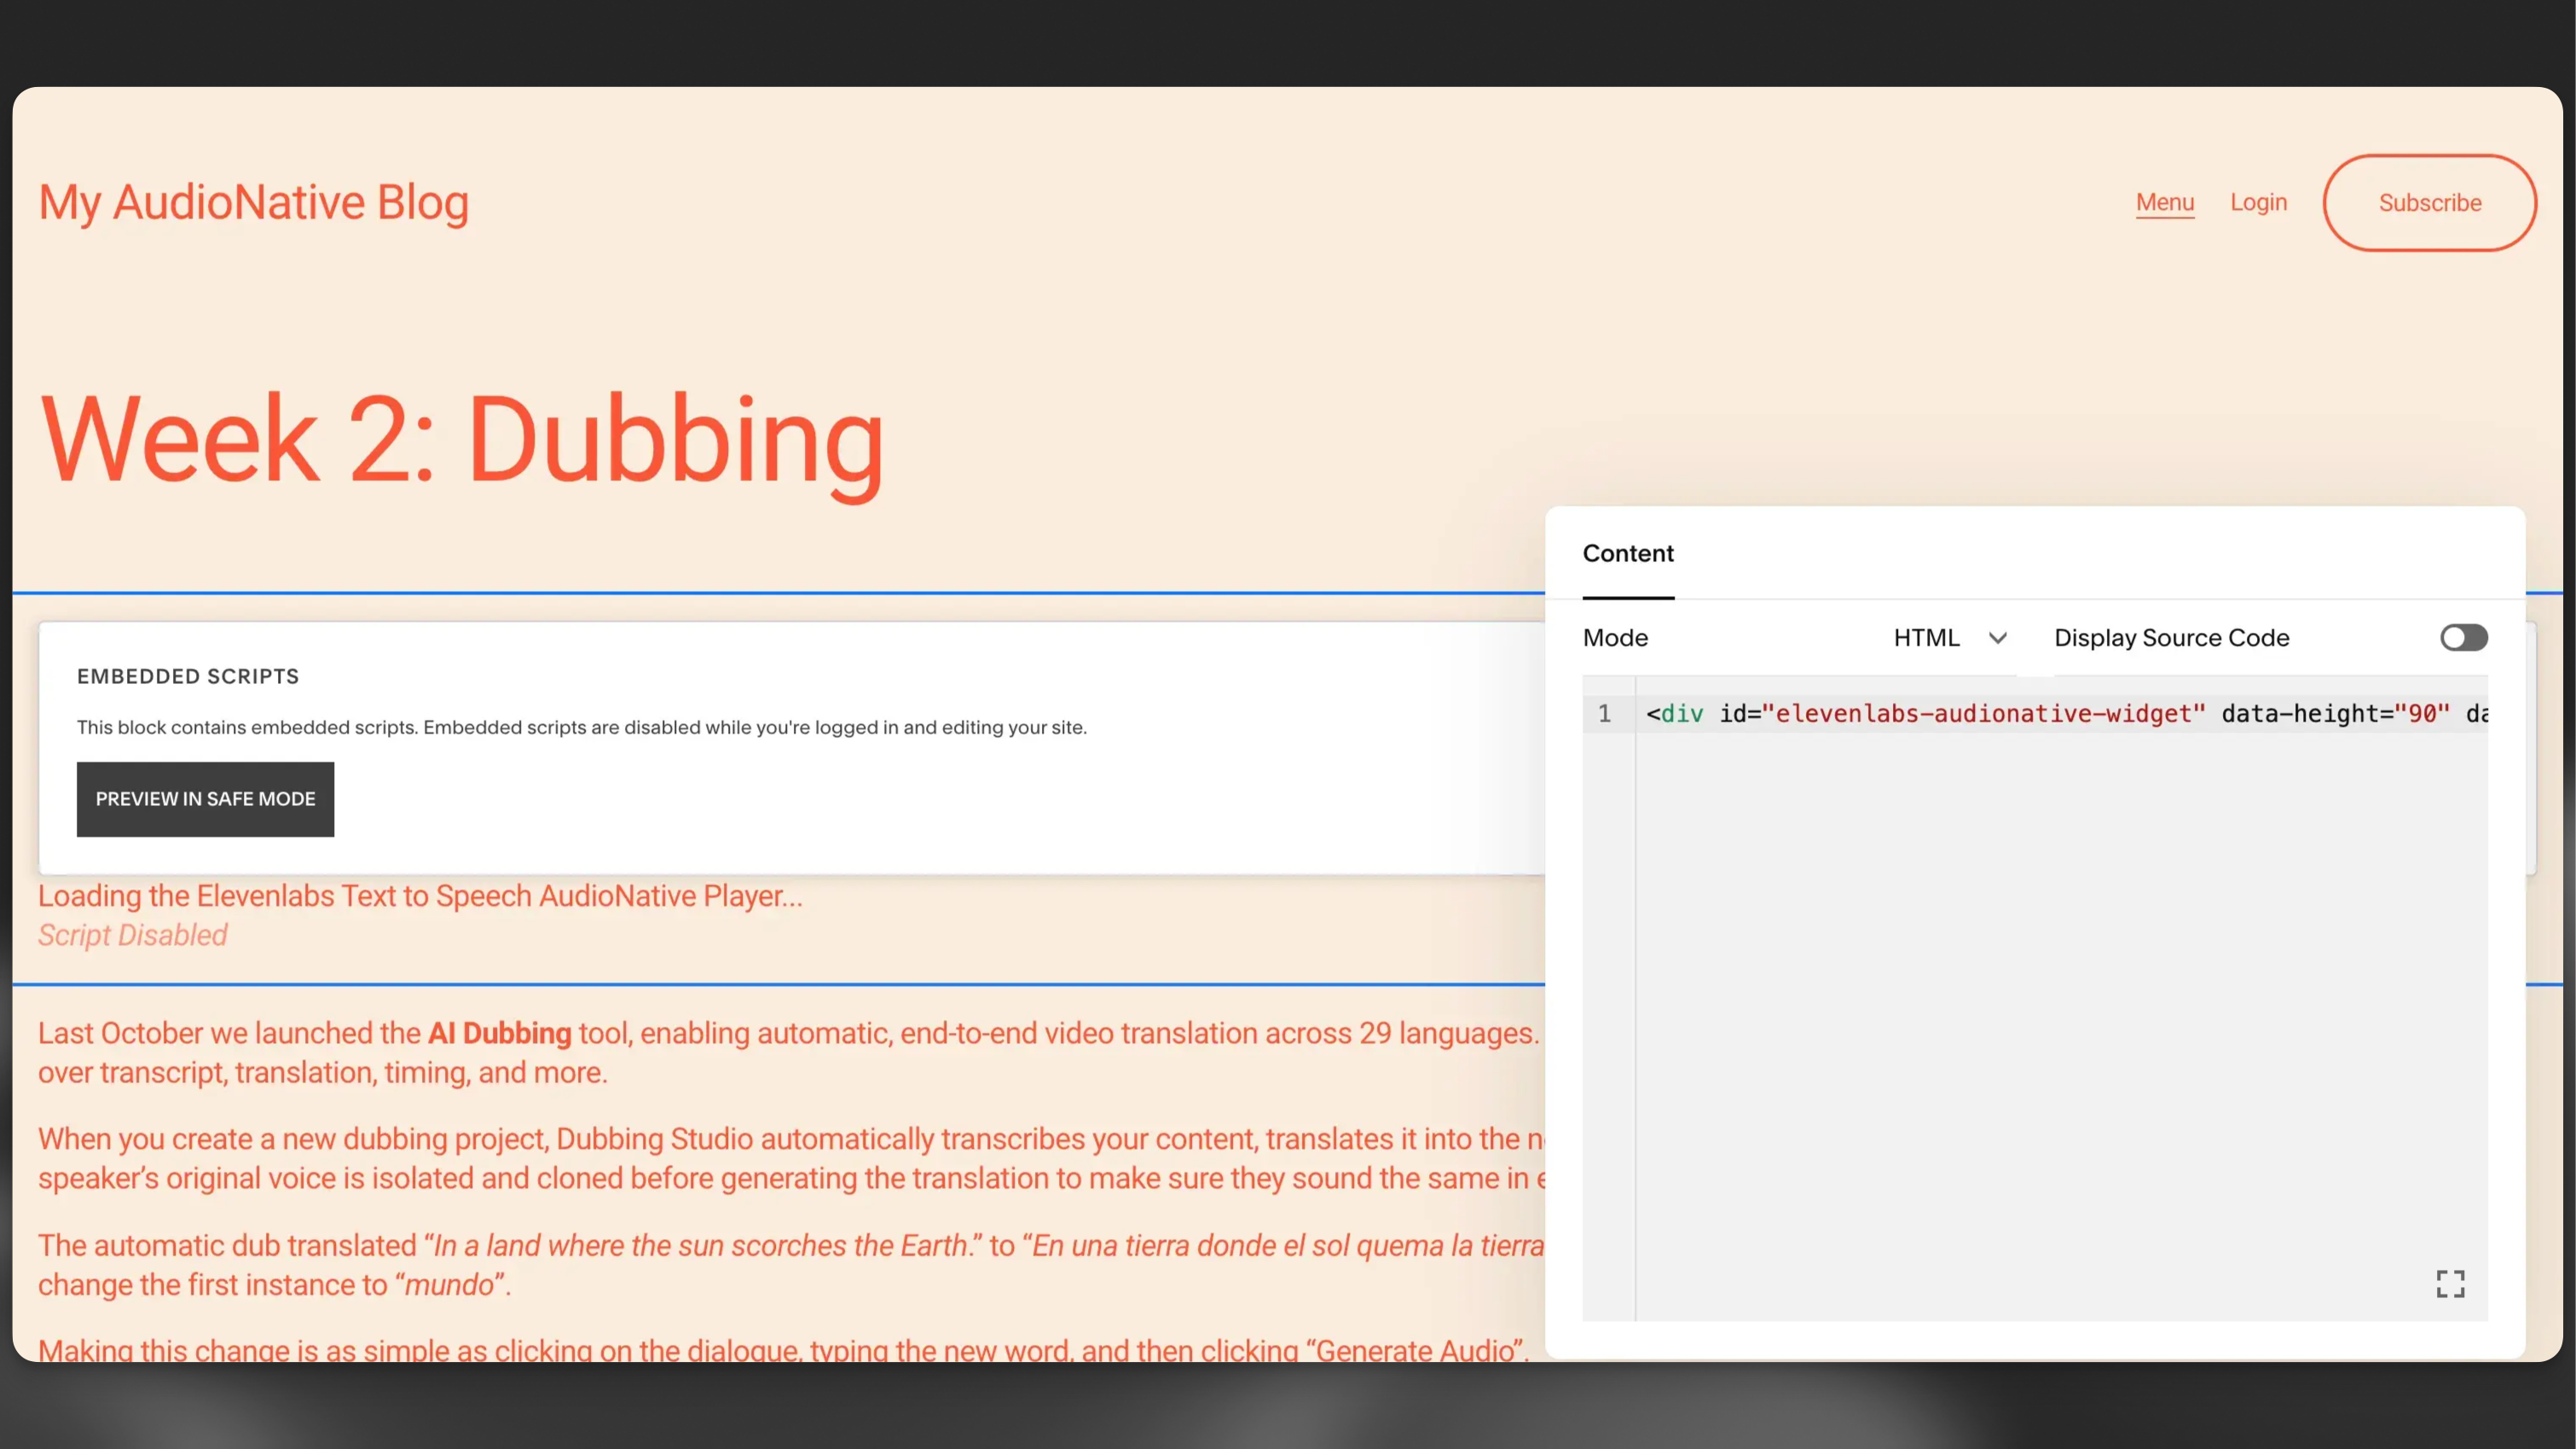 My AudioNative Blog
Menu Login Subscribe
Week 2: Dubbing
EMBEDDED SCRIPTS
This block contains embedded scripts. Embedded scripts are disabled while you're logged in and editing your site.
PREVIEW IN SAFE MODE
Loading the Elevenlabs Text to Speech AudioNative Player...
Script Disabled
Last October we launched the AI Dubbing tool, enabling automatic, end-to-end video translation across 29 languages.
over transcript, translation, timing, and more.
When you create a new dubbing project, Dubbing Studio automatically transcribes your content, translates it into the
speaker’s original voice is isolated and cloned before generating the translation to make sure they sound the same in
The automatic dub translated “In a land where the sun scorches the Earth.” to “En una tierra donde el sol quema la tierra
change the first instance to “mundo”.
Making this change is as simple as clicking on the dialogue, typing the new word, and then clicking “Generate Audio”.
Content
Mode HTML Display Source Code
1 <div id="elevenlabs-audionative-widget" data-height="90"